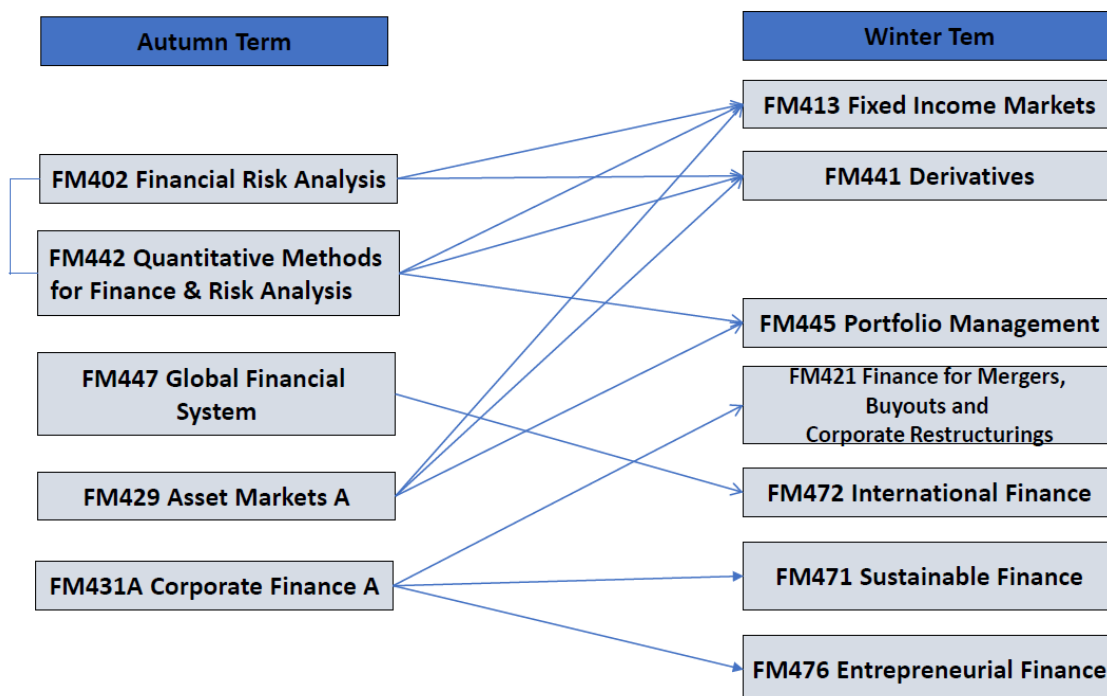 Autumn Term
FM402 Financial Risk Analysis
FM442 Quantitative Methods
for Finance & Risk Analysis
FM447 Global Financial
System
FM429 Asset Markets A
FM431A Corporate Finance A
Winter Tem
FM413 Fixed Income Markets
FM441 Derivatives
FM445 Portfolio Management
FM421 Finance for Mergers,
Buyouts and
Corporate Restructurings
FM472 International Finance
FM471 Sustainable Finance
FM476 Entrepreneurial Finance